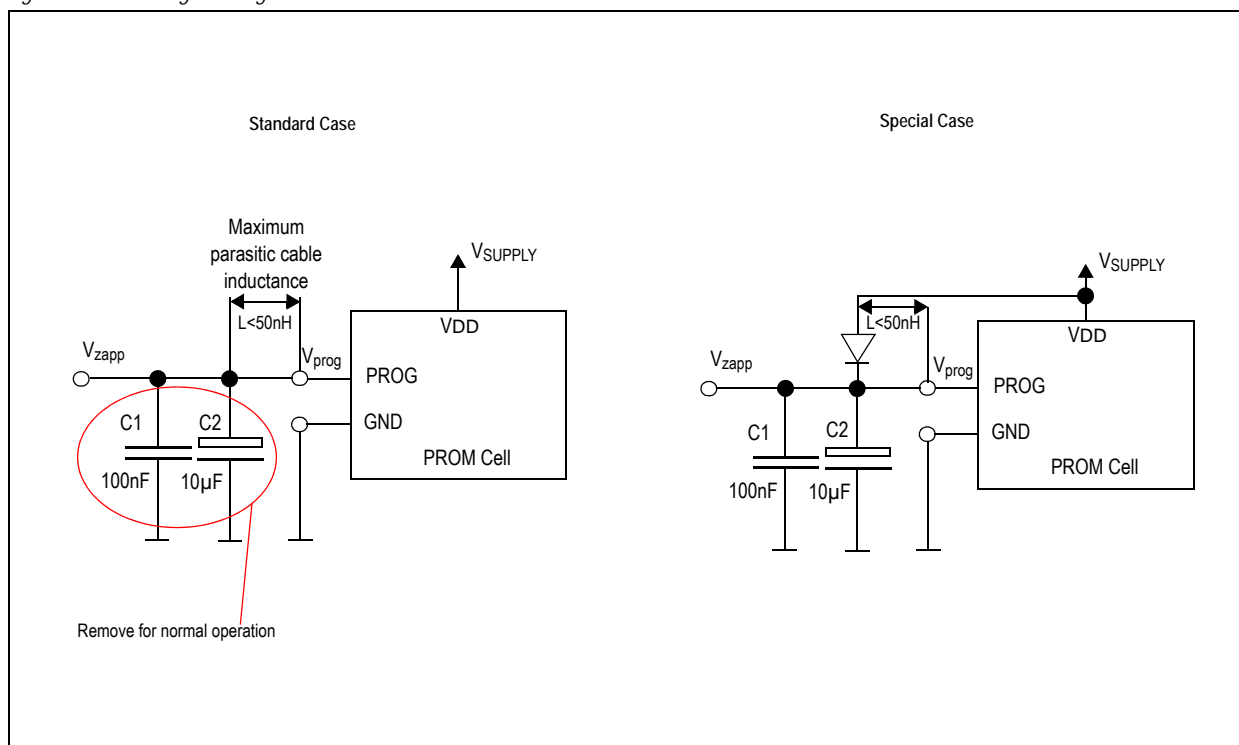 Standard Case
Special Case
Maximum
parasitic cable
inductance
L<50nH
VSUPPLY
VDD
Vzapp
Vprog
PROG
GND
C1
C2
100nF
10µF
PROM Cell
Remove for normal operation
VSUPPLY
L<50nH
VDD
Vzapp
Vprog
PROG
GND
C1
C2
100nF
10µF
PROM Cell